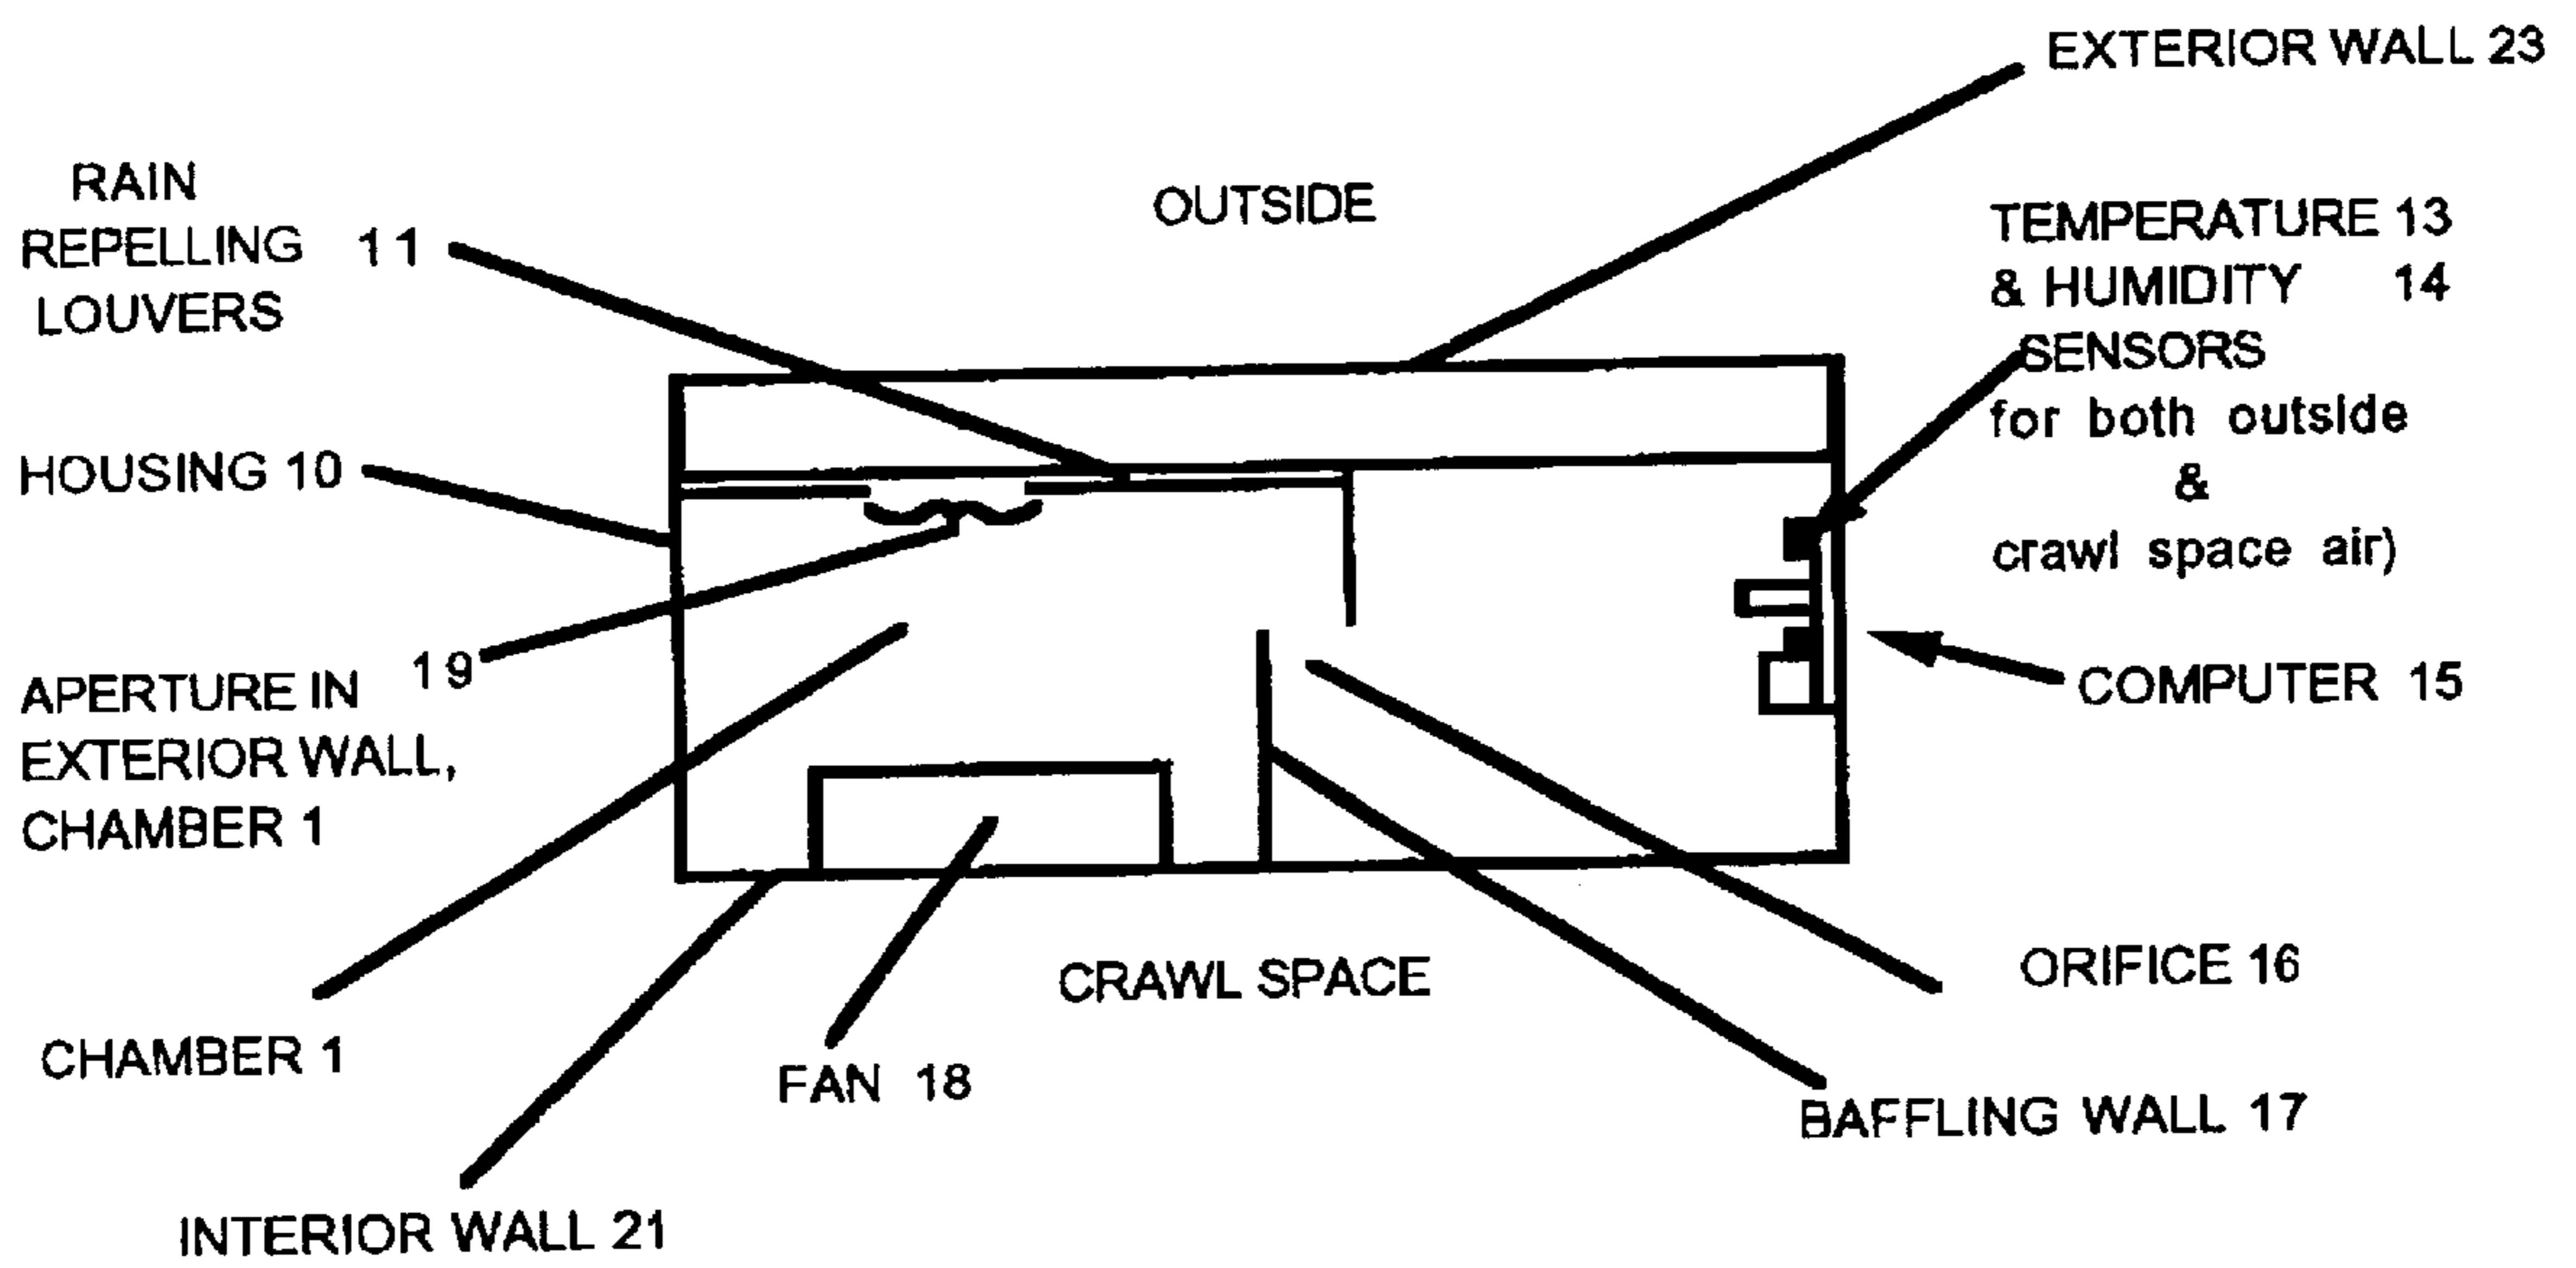 EXTERIOR WALL 23
RAIN
REPELLING 11
LOUVERS
OUTSIDE
TEMPERATURE 13
& HUMIDITY 14
SENSORS
for both outside
&
crawl space air)
HOUSING 10
APERTURE IN 19
EXTERIOR WALL,
CHAMBER 1
COMPUTER 15
CHAMBER 1
FAN 18
CRAWL SPACE
ORIFICE 16
BAFFLING WALL 17
INTERIOR WALL 21